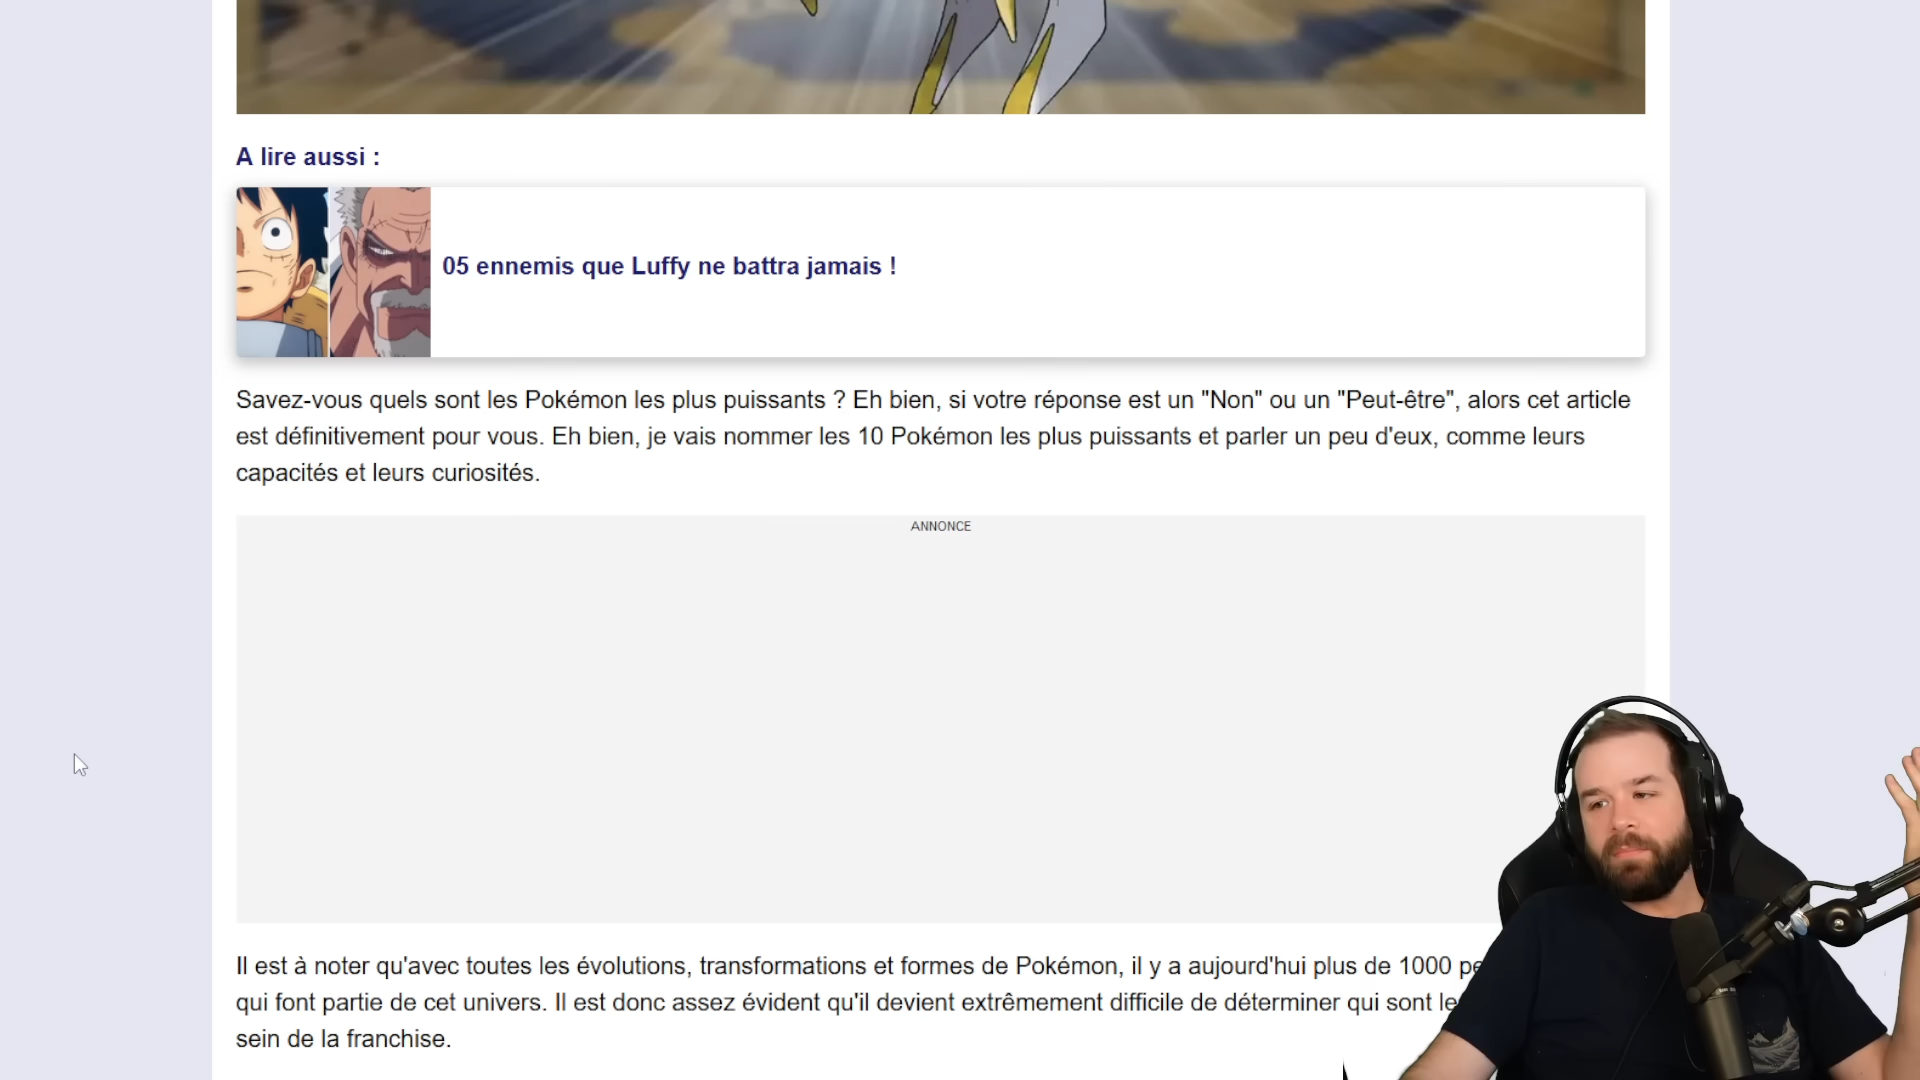 A lire aussi :
05 ennemis que Luffy ne battra jamais !
Savez-vous quels sont les Pokémon les plus puissants ? Eh bien, si votre réponse est un "Non" ou un "Peut-être", alors cet article
est définitivement pour vous. Eh bien, je vais nommer les 10 Pokémon les plus puissants et parler un peu d'eux, comme leurs
capacités et leurs curiosités.
ANNONCE
Il est à noter qu'avec toutes les évolutions, transformations et formes de Pokémon, il y a aujourd'hui plus de 1000
qui font partie de cet univers. Il est donc assez évident qu'il devient extrêmement difficile de déterminer qui sont
sein de la franchise.